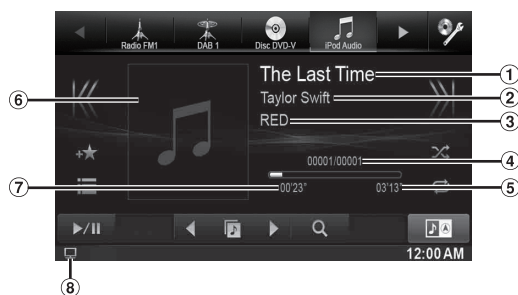 Radio FM1 DAB 1 Disc DVD-V iPod Audio
The Last Time 1
Taylor Swift 2
6
RED 3
00001/00001 4
7 00'23" 03'13" 5
12:00 AM
8